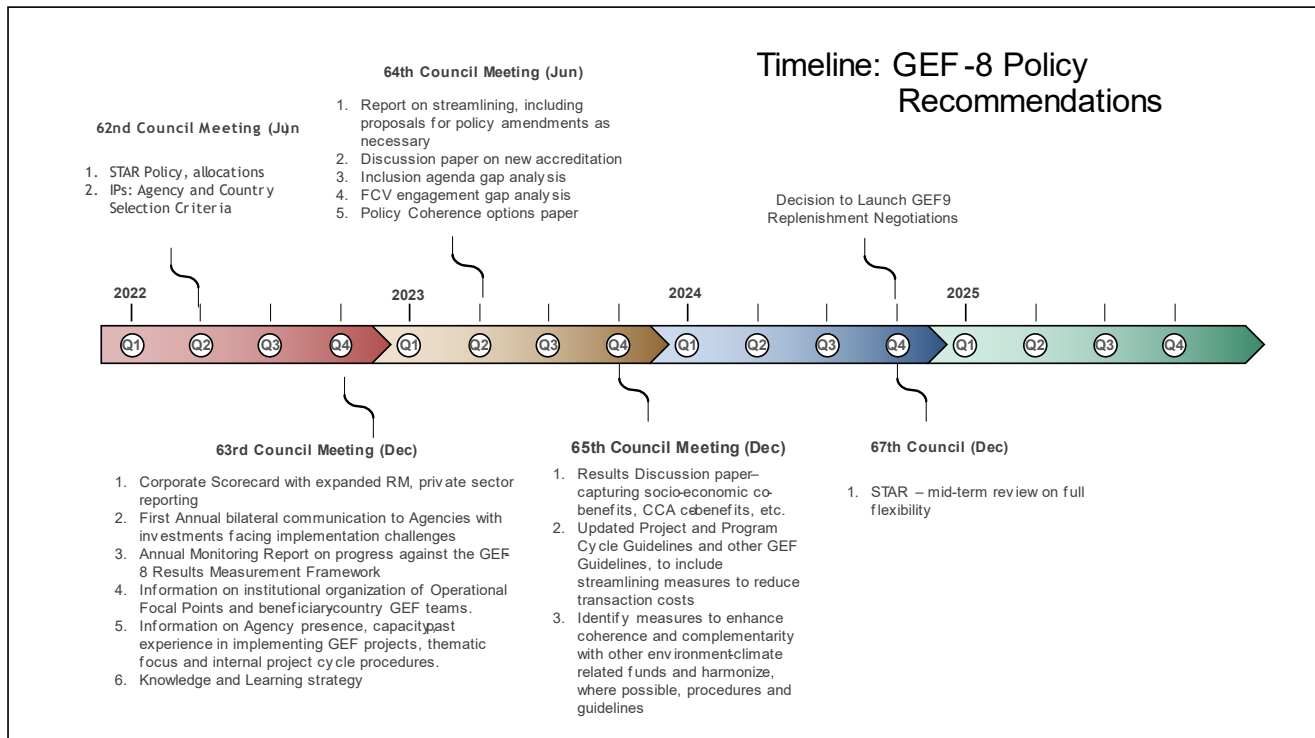 Timeline: GEF-8 Policy
Recommendations
64th Council Meeting (Jun)
1. Report on streamlining, including
proposals for policy amendments as
necessary
2. Discussion paper on new accreditation
3. Inclusion agenda gap analysis
4. FCV engagement gap analysis
5. Policy Coherence options paper
62nd Council Meeting (Jun)
1. STAR Policy, allocations
2. IPs: Agency and Country
Selection Criteria
Decision to Launch GEF9
Replenishment Negotiations
2022
2023
2024
2025
Q1 Q2 Q3 Q4 Q1 Q2 Q3 Q4 Q1 Q2 Q3 Q4 Q1 Q2 Q3 Q4
63rd Council Meeting (Dec)
1. Corporate Scorecard with expanded RM, private sector
reporting
2. First Annual bilateral communication to Agencies with
investments facing implementation challenges
3. Annual Monitoring Report on progress against the GEF-
8 Results Measurement Framework
4. Information on institutional organization of Operational
Focal Points and beneficiary-country GEF teams.
5. Information on Agency presence, capacity, past
experience in implementing GEF projects, thematic
focus and internal project cycle procedures.
6. Knowledge and Learning strategy
65th Council Meeting (Dec)
1. Results Discussion paper–
capturing socio-economic co-
benefits, CCA co-benefits, etc.
2. Updated Project and Program
Cycle Guidelines and other GEF
Guidelines, to include
streamlining measures to reduce
transaction costs
3. Identify measures to enhance
coherence and complementarity
with other environment-climate
related funds and harmonize,
where possible, procedures and
guidelines
67th Council (Dec)
1. STAR – mid-term review on full
flexibility